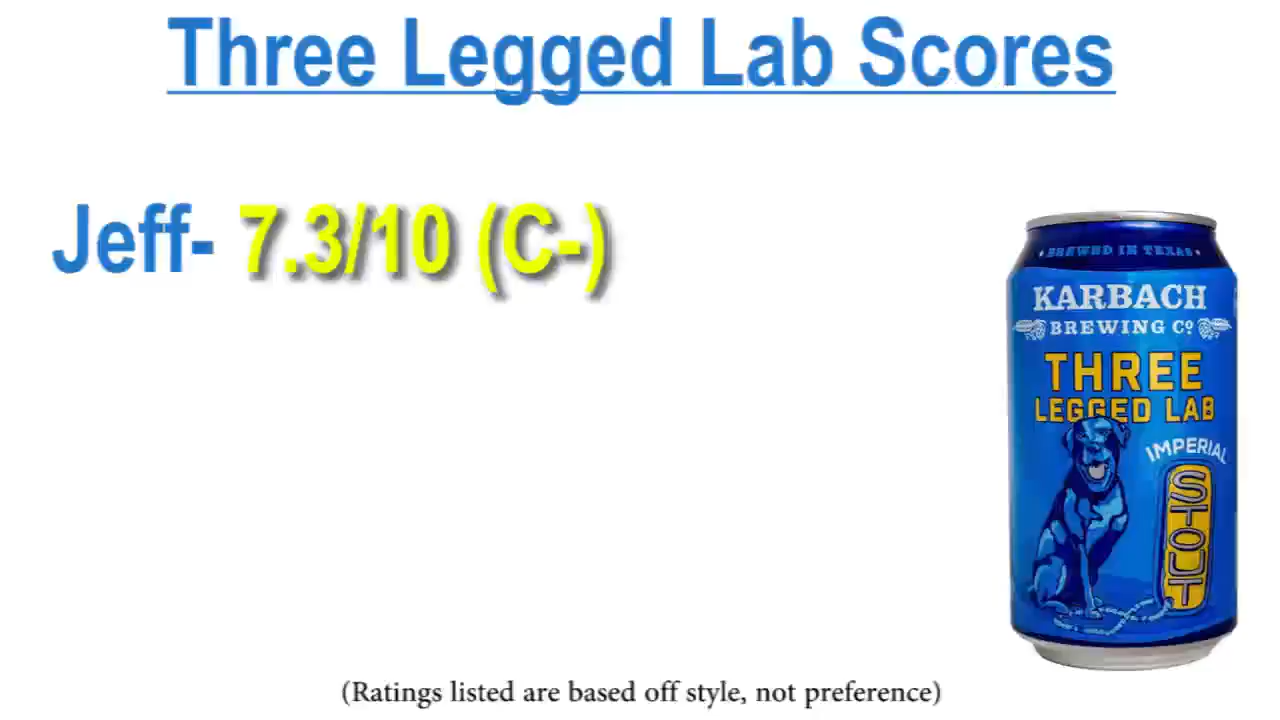 Three Legged Lab Scores
Jeff- 7.3/10 (C-)
•BREWED IN TEXAS•
KARBACH
BREWING Cº
THREE
LEGGED LAB
IMPERIAL
STOUT
(Ratings listed are based off style, not preference)